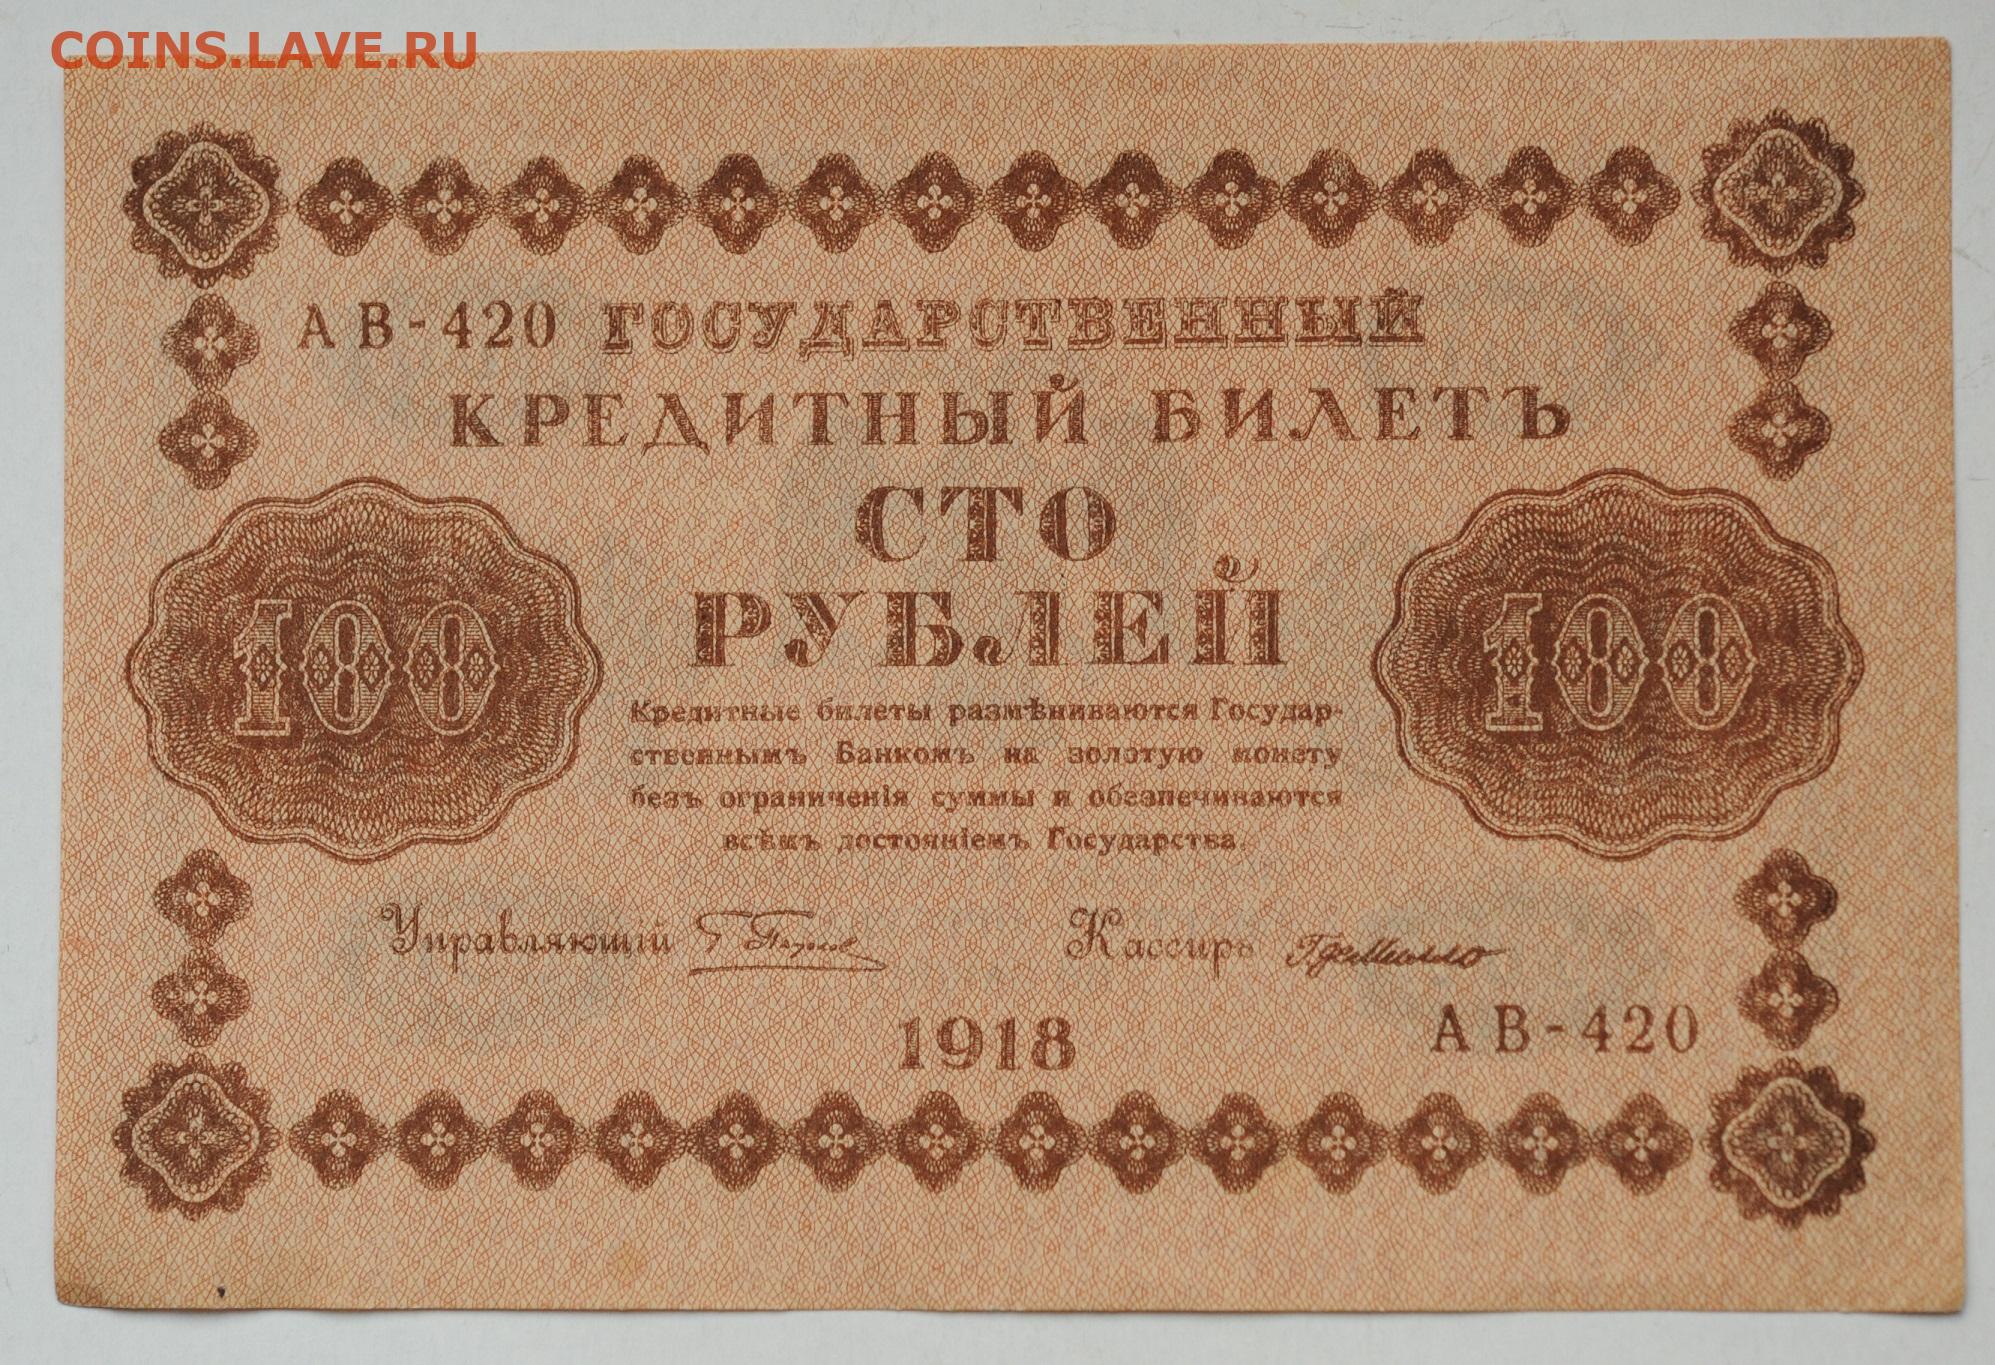 COINS.LAVE.RU
АВ-420 ГОСУДАРСТВЕННЫЙ
КРЕДИТНЫЙ БИЛЕТЪ
СТО
РУБЛЕЙ
100
100
Кредитные билеты размѣниваются Государ-
ственнымъ Банкомъ на золотую монету
безъ ограниченія суммы и обезпечиваются
всѣмъ достояніемъ Государства.
Управляющій Кассиръ
1918
АВ-420